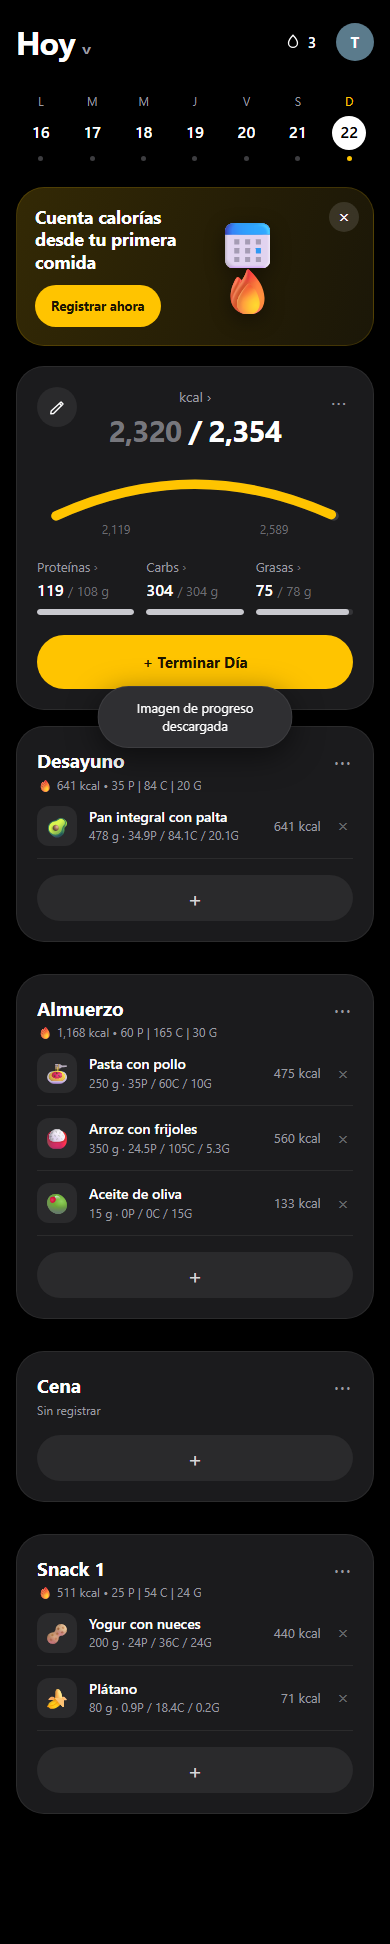 Hoy v
3
T
L M M J V S D
16 17 18 19 20 21 22
Cuenta calorías
desde tu primera
comida
Registrar ahora
kcal ›
2,320 / 2,354
2,119 2,589
Proteínas › Carbs › Grasas ›
119 / 108 g 304 / 304 g 75 / 78 g
+ Terminar Día
Imagen de progreso
descargada
Desayuno
641 kcal • 35 P | 84 C | 20 G
Pan integral con palta
478 g · 34.9P / 84.1C / 20.1G
641 kcal ×
+
Almuerzo
1,168 kcal • 60 P | 165 C | 30 G
Pasta con pollo
250 g · 35P / 60C / 10G
475 kcal ×
Arroz con frijoles
350 g · 24.5P / 105C / 5.3G
560 kcal ×
Aceite de oliva
15 g · 0P / 0C / 15G
133 kcal ×
+
Cena
Sin registrar
+
Snack 1
511 kcal • 25 P | 54 C | 24 G
Yogur con nueces
200 g · 24P / 36C / 24G
440 kcal ×
Plátano
80 g · 0.9P / 18.4C / 0.2G
71 kcal ×
+